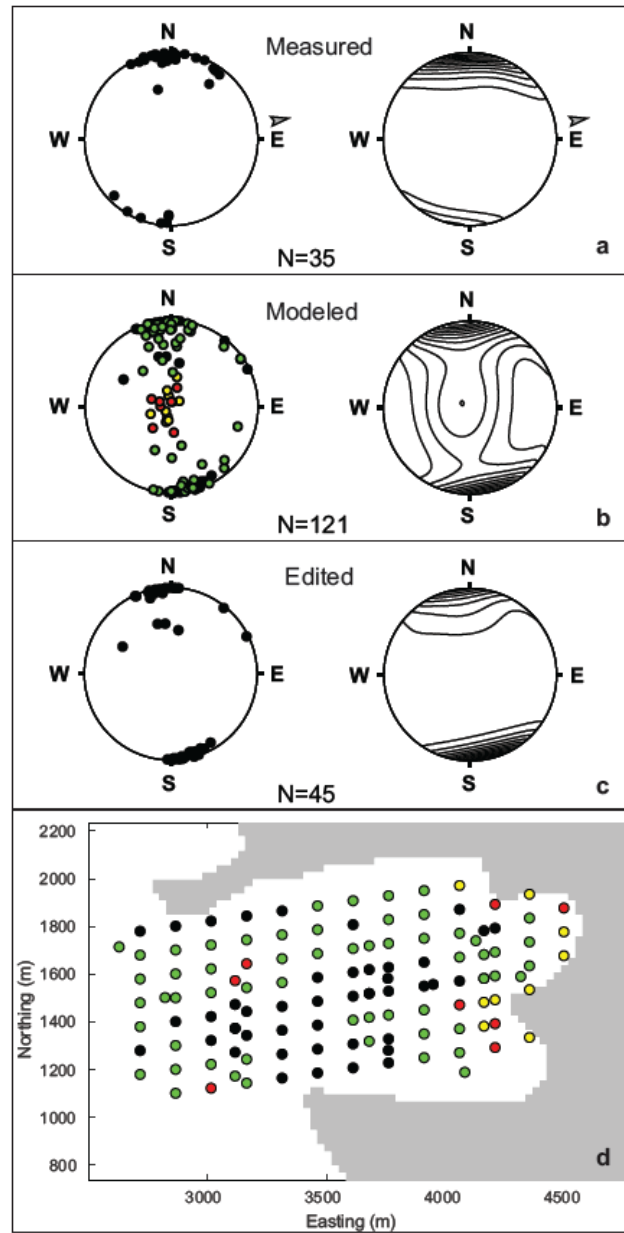 Measured
N N
W E W E
S S
N=35
a
Modeled
N N
W E W E
S S
N=121
b
Edited
N N
W E W E
S S
N=45
c
2200
2000
1800
1600
1400
1200
1000
800
Northing (m)
d
3000 3500 4000 4500
Easting (m)